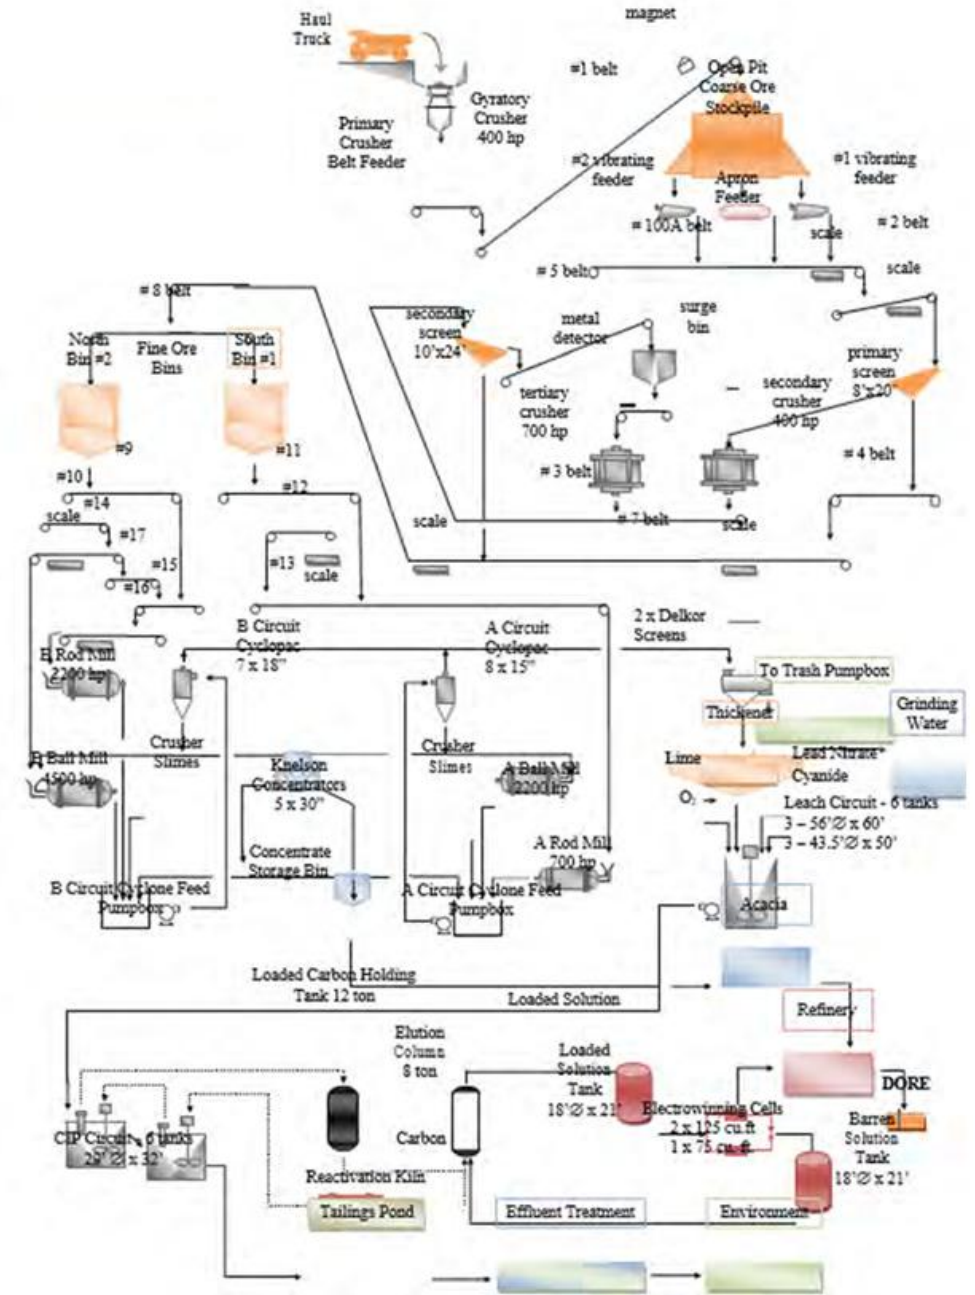 magnet
Haul
Truck
#1 belt
Open Pit
Coarse Ore
Stockpile
Gyratory
Crusher
400 hp
Primary
Crusher
Belt Feeder
#2 vibrating
feeder
#1 vibrating
feeder
Apron
Feeder
# 100A belt
scale
# 2 belt
# 5 belt
scale
# 8 belt
secondary
screen
10'x24'
metal
detector
surge
bin
North
Bin #2
Fine Ore
Bins
South
Bin #1
primary
screen
8'x20'
tertiary
crusher
700 hp
secondary
crusher
400 hp
#9
#11
# 3 belt
# 4 belt
#10
#12
#14
scale
# 7 belt
scale
scale
#17
#15
#13
scale
#16
2 x Delkor
Screens
B Circuit
Cyclopac
7 x 18"
A Circuit
Cyclopac
8 x 15"
B Rod Mill
2200 hp
To Trash Pumpbox
Thickener
Grinding
Water
Crusher
Slimes
Crusher
Slimes
B Ball Mill
4500 hp
Knelson
Concentrators
5 x 30"
A Ball Mill
2200 hp
Lime
Lead Nitrate
Cyanide
O₂
Leach Circuit - 6 tanks
3 – 56'∅ x 60'
3 – 43.5'∅ x 50'
Concentrate
Storage Bin
A Rod Mill
700 hp
B Circuit Cyclone Feed
Pumpbox
A Circuit Cyclone Feed
Pumpbox
Acacia
Loaded Carbon Holding
Tank 12 ton
Loaded Solution
Refinery
Elution
Column
8 ton
Loaded
Solution
Tank
18'∅ x 21'
DORE
Electrowinning Cells
2 x 125 cu.ft
1 x 75 cu. ft.
Barren
Solution
Tank
18'∅ x 21'
CIP Circuit - 6 tanks
29' ∅ x 32'
Carbon
Reactivation Kiln
Tailings Pond
Effluent Treatment
Environment